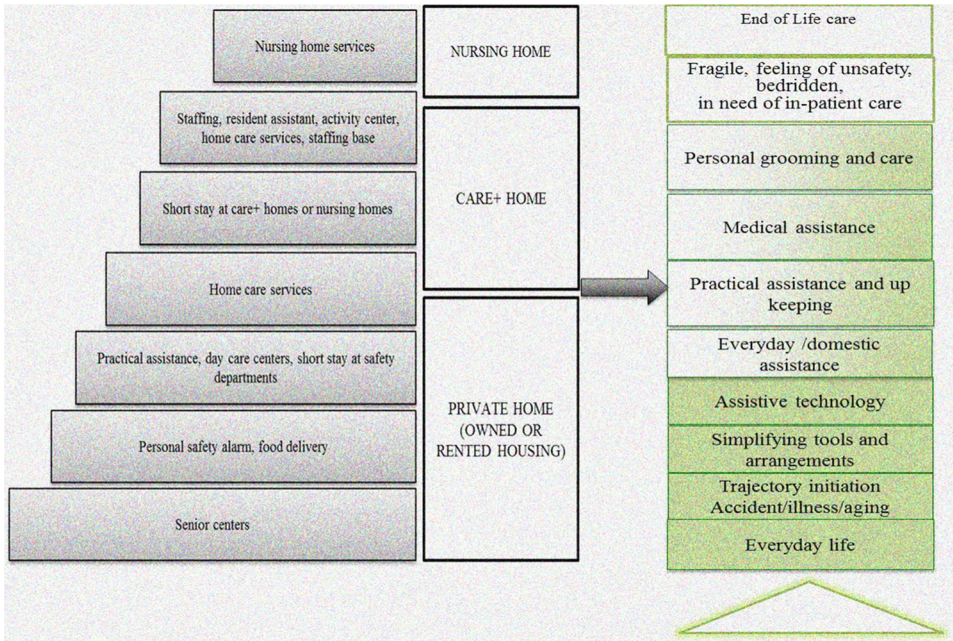 Nursing home services
Staffing, resident assistant, activity center,
home care services, staffing base
Short stay at care+ homes or nursing homes
Home care services
Practical assistance, day care centers, short stay at safety
departments
Personal safety alarm, food delivery
Senior centers
NURSING HOME
CARE+ HOME
PRIVATE HOME
(OWNED OR
RENTED HOUSING)
End of Life care
Fragile, feeling of unsafety,
bedridden,
in need of in-patient care
Personal grooming and care
Medical assistance
Practical assistance and up
keeping
Everyday /domestic
assistance
Assistive technology
Simplifying tools and
arrangements
Trajectory initiation
Accident/illness/aging
Everyday life